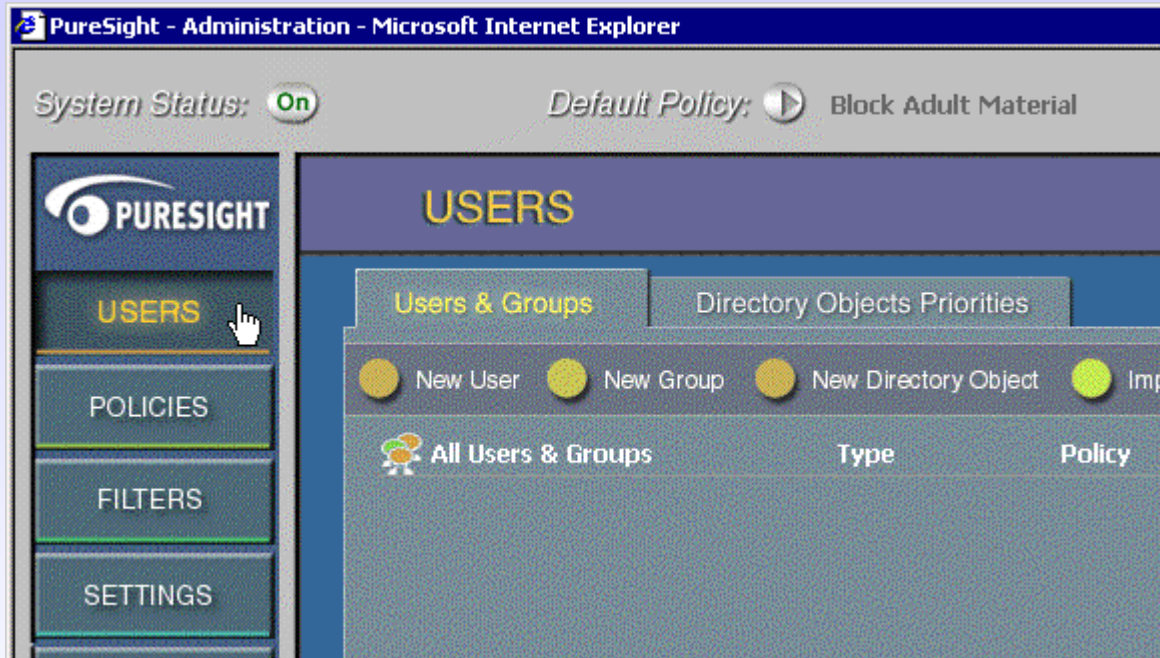 PureSight - Administration - Microsoft Internet Explorer
System Status: On Default Policy: Block Adult Material
PURESIGHT
USERS
USERS
POLICIES
FILTERS
SETTINGS
Users & Groups Directory Objects Priorities
New User New Group New Directory Object Imp
All Users & Groups Type Policy